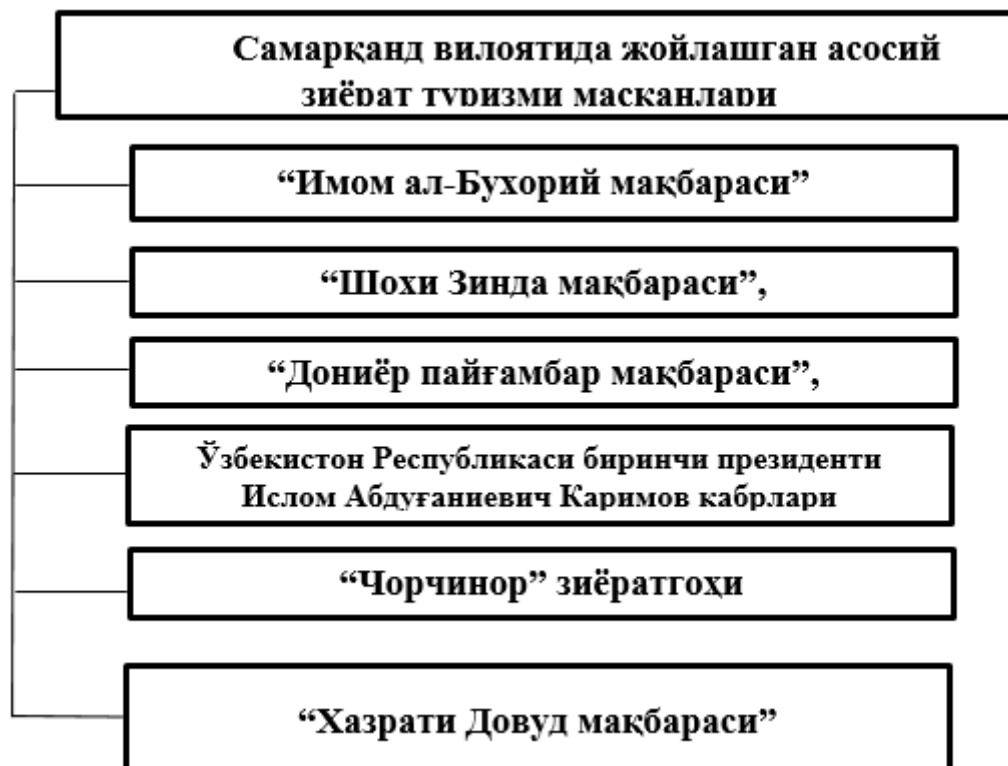 Самарқанд вилоятида жойлашган асосий
зиёрат туризми масканлари
“Имом ал-Бухорий мақбараси”
“Шохи Зинда мақбараси”,
“Дониёр пайғамбар мақбараси”,
Ўзбекистон Республикаси биринчи президенти
Ислом Абдуғаниевич Каримов қабрлари
“Чорчинор” зиёратгоҳи
“Хазрати Довуд мақбараси”